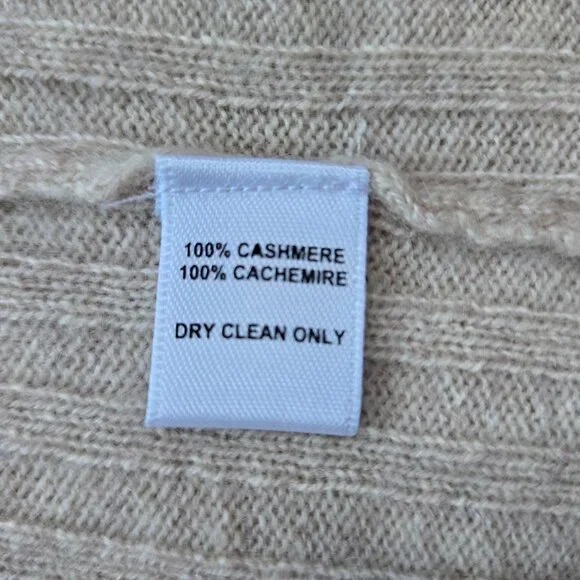 100% CASHMERE
100% CACHEMIRE
DRY CLEAN ONLY